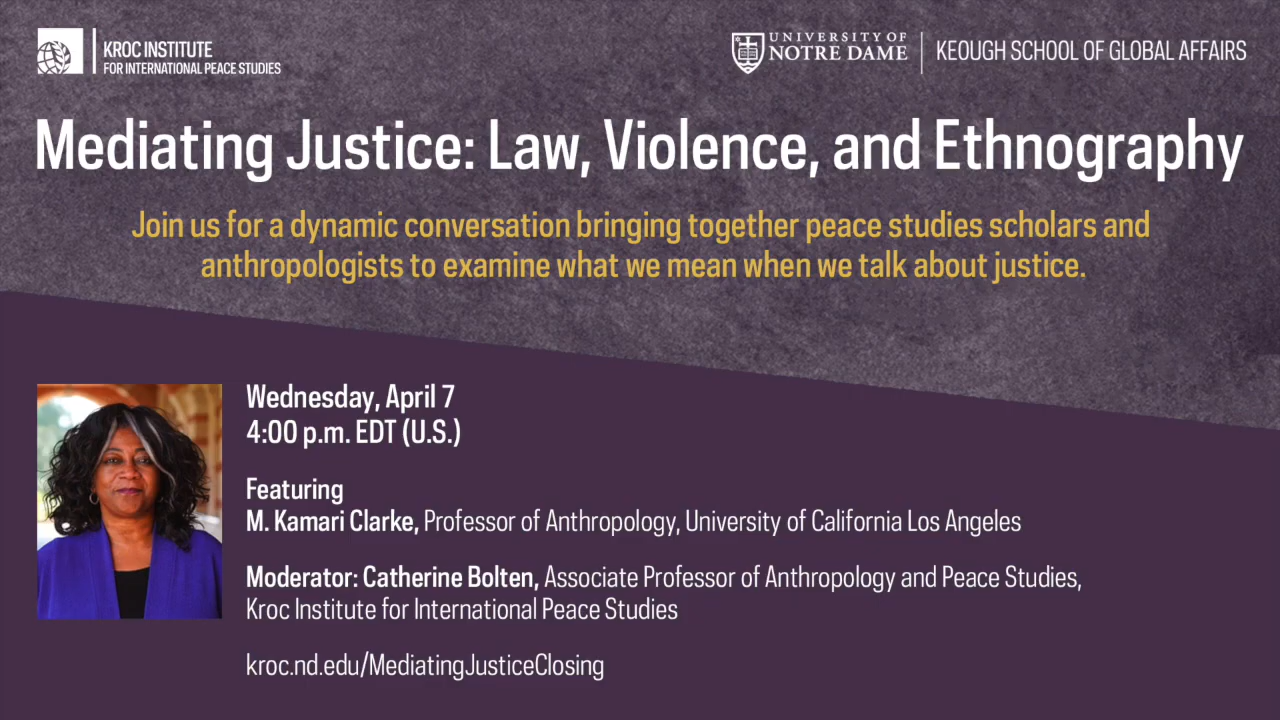 KROC INSTITUTE
FOR INTERNATIONAL PEACE STUDIES
UNIVERSITY OF
NOTRE DAME
KEOUGH SCHOOL OF GLOBAL AFFAIRS
Mediating Justice: Law, Violence, and Ethnography
Join us for a dynamic conversation bringing together peace studies scholars and
anthropologists to examine what we mean when we talk about justice.
Wednesday, April 7
4:00 p.m. EDT (U.S.)
Featuring
M. Kamari Clarke, Professor of Anthropology, University of California Los Angeles
Moderator: Catherine Bolten, Associate Professor of Anthropology and Peace Studies,
Kroc Institute for International Peace Studies
kroc.nd.edu/MediatingJusticeClosing